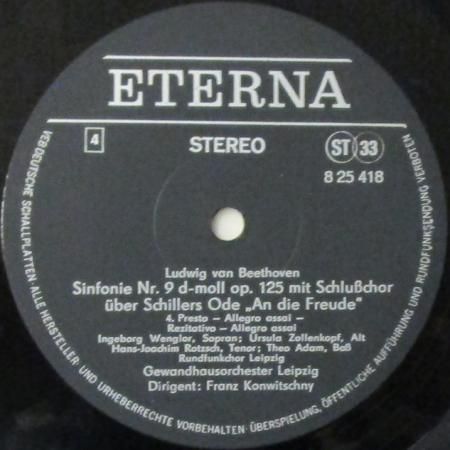 ETERNA
4
STEREO
ST 33
8 25 418
Ludwig van Beethoven
Sinfonie Nr. 9 d-moll op. 125 mit Schlußchor
über Schillers Ode „An die Freude“
4. Presto – Allegro assai –
Rezitativo – Allegro assai
Ingeborg Wenglor, Sopran; Ursula Zollenkopf, Alt
Hans-Joachim Rotzsch, Tenor; Theo Adam, Baß
Rundfunkchor Leipzig
Gewandhausorchester Leipzig
Dirigent: Franz Konwitschny
VEB DEUTSCHE SCHALLPLATTEN · ALLE HERSTELLER- UND URHEBERRECHTE VORBEHALTEN · ÜBERSPIELUNG, ÖFFENTLICHE AUFFÜHRUNG UND RUNDFUNKSENDUNG VERBOTEN